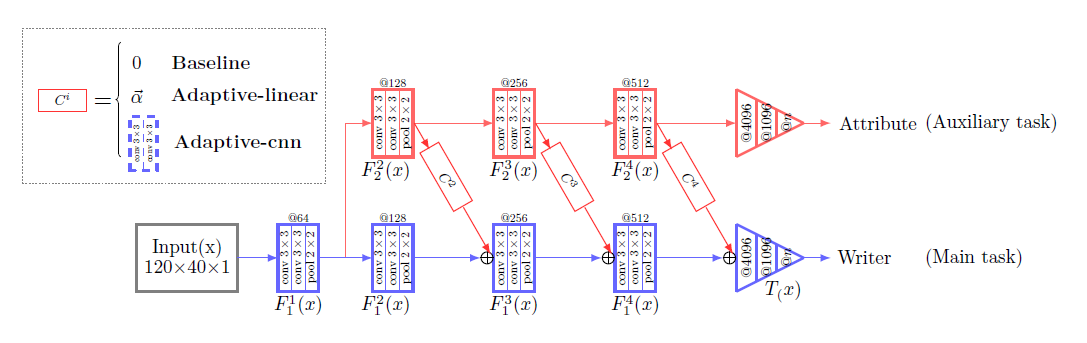 C^i = { 0 Baseline
α⃗ Adaptive-linear
conv 3×3 conv 3×3 Adaptive-cnn
@128 @256 @512
conv 3×3 conv 3×3 pool 2×2
conv 3×3 conv 3×3 pool 2×2
conv 3×3 conv 3×3 pool 2×2
@4096 @1096 @n
Attribute (Auxiliary task)
F_2^2(x) F_2^3(x) F_2^4(x)
C^2 C^3 C^4
@64 @128 @256 @512
Input(x)
120×40×1
conv 3×3 conv 3×3 pool 2×2
conv 3×3 conv 3×3 pool 2×2
conv 3×3 conv 3×3 pool 2×2
conv 3×3 conv 3×3 pool 2×2
⊕ ⊕ ⊕
@4096 @1096 @n
Writer (Main task)
F_1^1(x) F_1^2(x) F_1^3(x) F_1^4(x) T_(x)